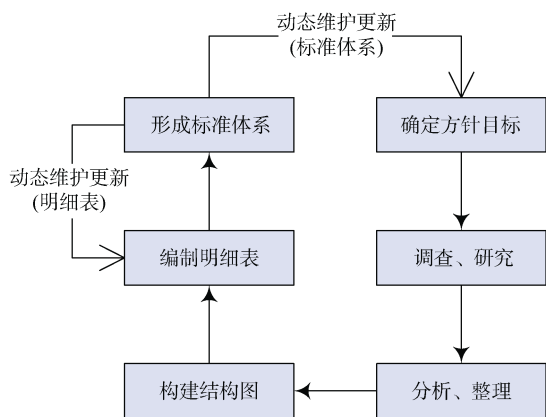 动态维护更新
(标准体系)
形成标准体系
确定方针目标
动态维护更新
(明细表)
编制明细表
调查、研究
构建结构图
分析、整理